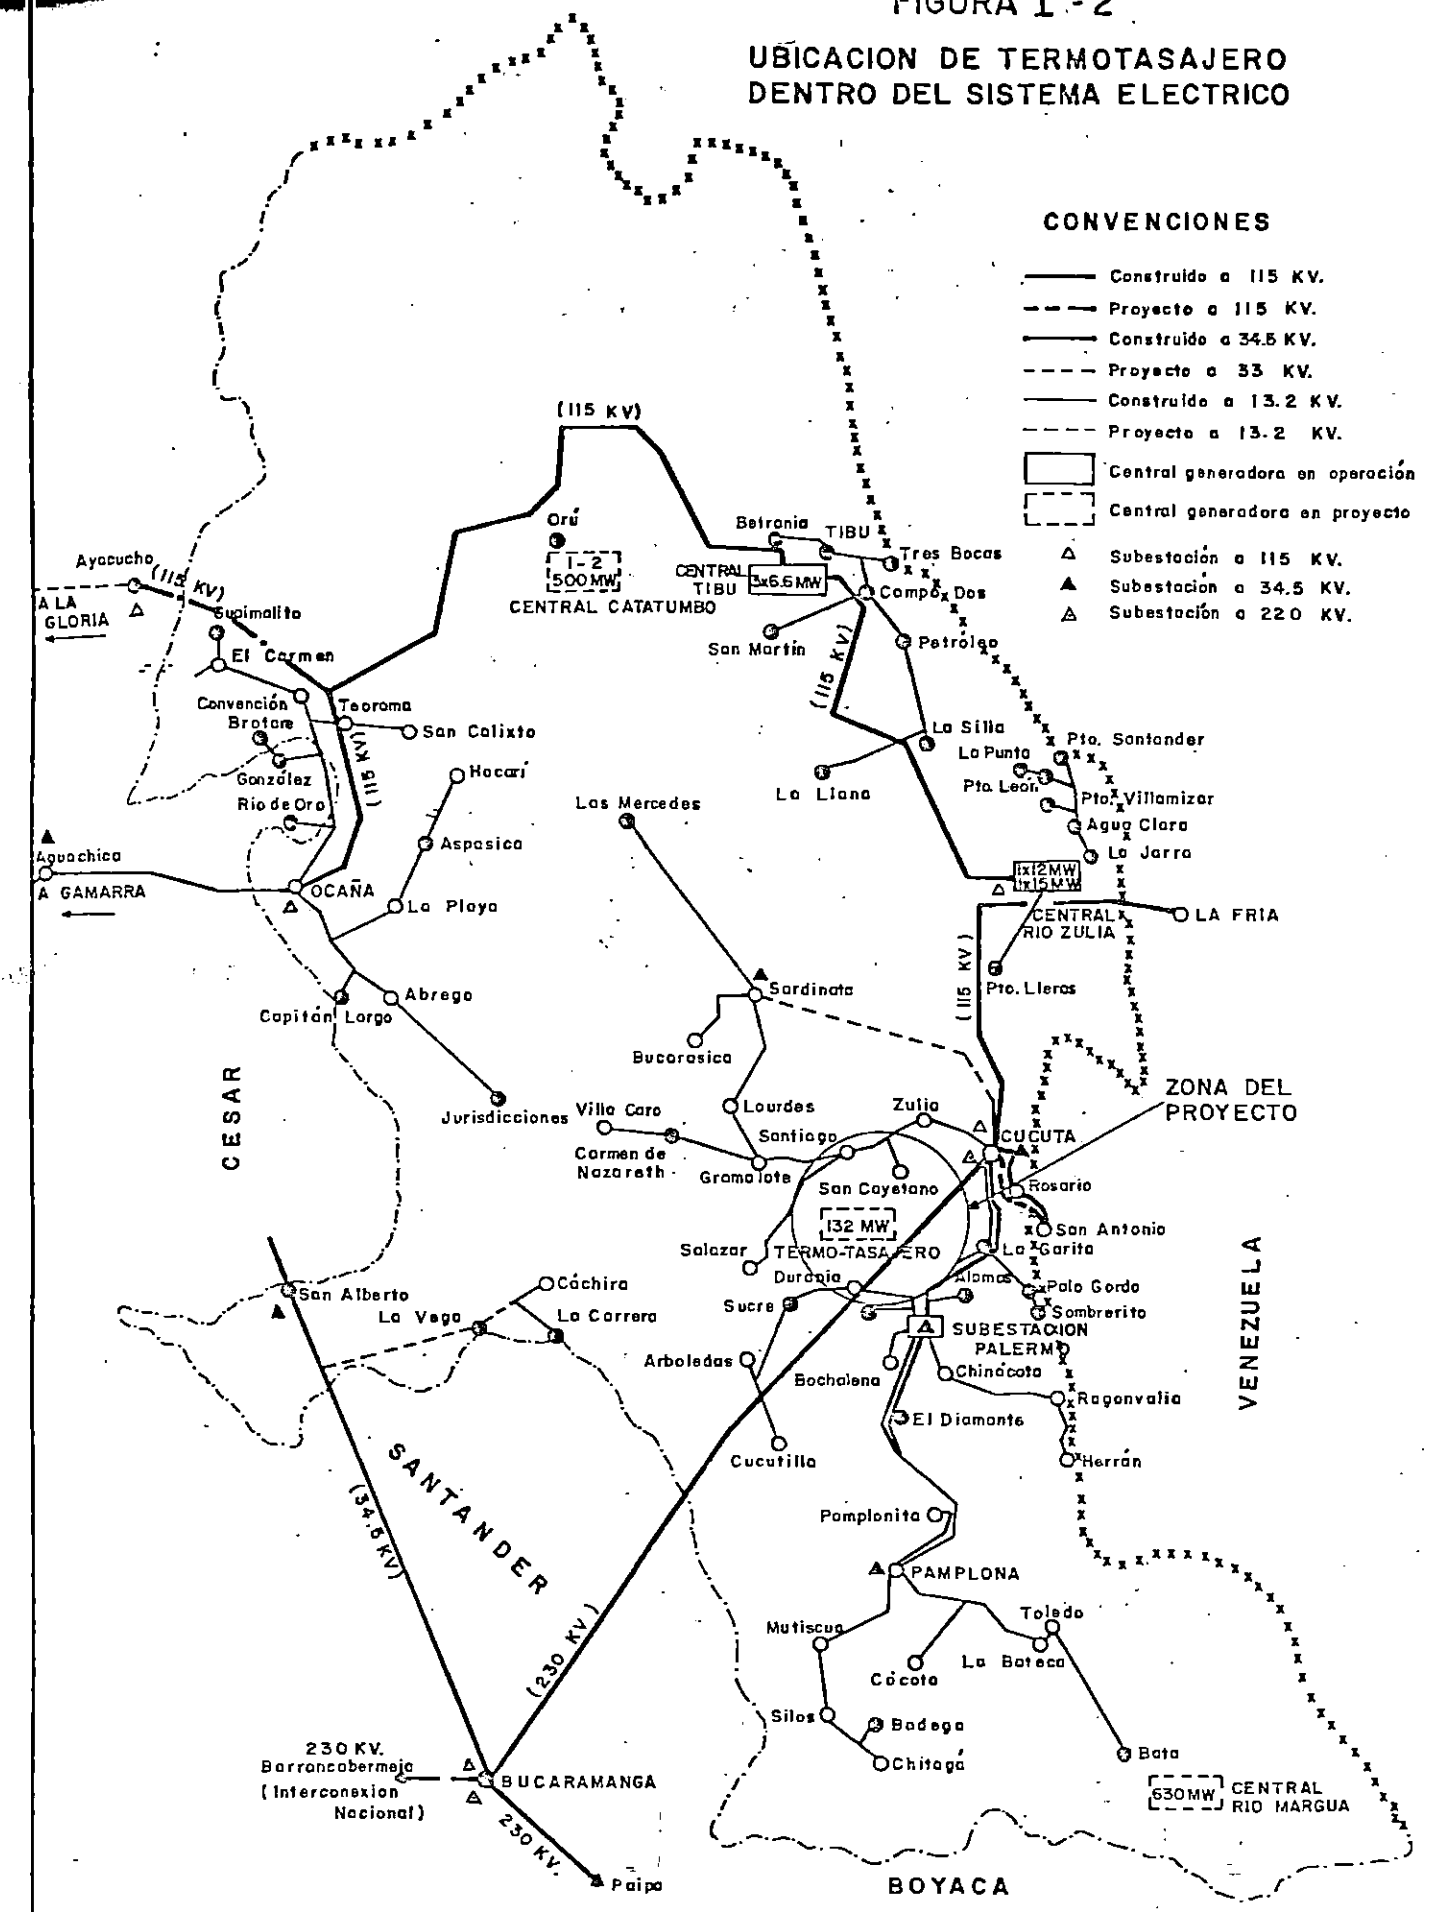 FIGURA 1-2
UBICACION DE TERMOTASAJERO
DENTRO DEL SISTEMA ELECTRICO
CONVENCIONES
Construido a 115 KV.
Proyecto a 115 KV.
Construido a 34.5 KV.
Proyecto a 33 KV.
Construido a 13.2 KV.
Proyecto a 13.2 KV.
Central generadora en operación
Central generadora en proyecto
Subestación a 115 KV.
Subestación a 34.5 KV.
Subestación a 220 KV.
(115 KV)
Orú
1-2
500 MW
CENTRAL CATATUMBO
Betrania
TIBU
Tres Bocas
CENTRAL
TIBU
3x6.6 MW
Campo Dos
San Martín
Petróleo
(115 KV)
Ayacucho
(115 KV)
A LA
GLORIA
Supimalito
El Carmen
Convención
Brotare
Teorama
San Calixto
(115 KV)
González
Rio de Oro
Hacarí
Aspasica
Aguachica
A GAMARRA
OCAÑA
La Playa
Abrego
Capitán Largo
Jurisdicciones
La Silla
La Llana
La Punta
Pto. Santander
Pto. León
Pto. Villamizar
Agua Clara
La Jarra
1x12MW
1x15MW
CENTRAL
RIO ZULIA
LA FRIA
(115 KV)
Pto. Lleras
Las Mercedes
Sardinata
Bucarasica
Lourdes
Villa Caro
Carmen de
Nazareth
Gramalote
Santiago
Zulia
San Cayetano
CUCUTA
ZONA DEL
PROYECTO
Rosario
San Antonio
132 MW
TERMO-TASAJERO
Salazar
La Garita
Durania
Alamos
Palo Gordo
Sombrerito
Sucre
SUBESTACION
PALERMO
Arboledas
Bochalena
Chinácota
Ragonvalia
El Diamante
Cucutilla
Herrán
CESAR
VENEZUELA
San Alberto
Cáchira
La Vega
La Carrera
SANTANDER
(34.5 KV)
(230 KV)
Pamplonita
PAMPLONA
Mutiscua
Toledo
La Bateca
Cácota
Silos
Badega
Chitagá
Bata
630MW
CENTRAL
RIO MARGUA
230 KV.
Barrancabermeja
(Interconexion
Nacional)
BUCARAMANGA
230 KV.
Paipa
BOYACA